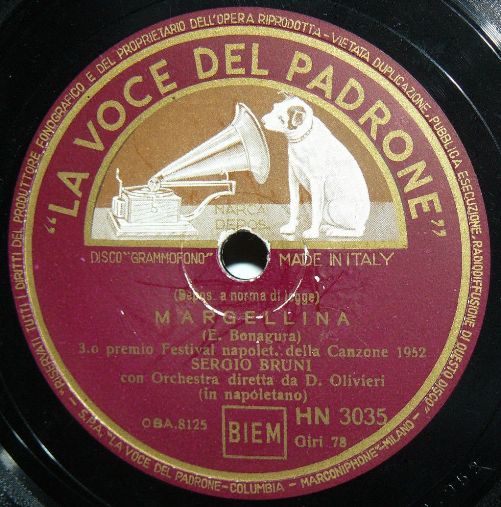 "LA VOCE DEL PADRONE"
MARCA
DEPOS.
DISCO "GRAMMOFONO"
MADE IN ITALY
(Depos. a norma di legge)
MARGELLINA
(E. Bonagura)
3.o premio Festival napolet. della Canzone 1952
SERGIO BRUNI
con Orchestra diretta da D. Olivieri
(in napoletano)
OBA.8125
BIEM
HN 3035
Giri 78
RISERVATI TUTTI I DIRITTI DEL PRODUTTORE FONOGRAFICO E DEL PROPRIETARIO DELL'OPERA RIPRODOTTA - VIETATA DUPLICAZIONE, PUBBLICA ESECUZIONE, RADIODIFFUSIONE DI QUESTO DISCO
S.P.A. "LA VOCE DEL PADRONE-COLUMBIA - MARCONIPHONE"-MILANO -